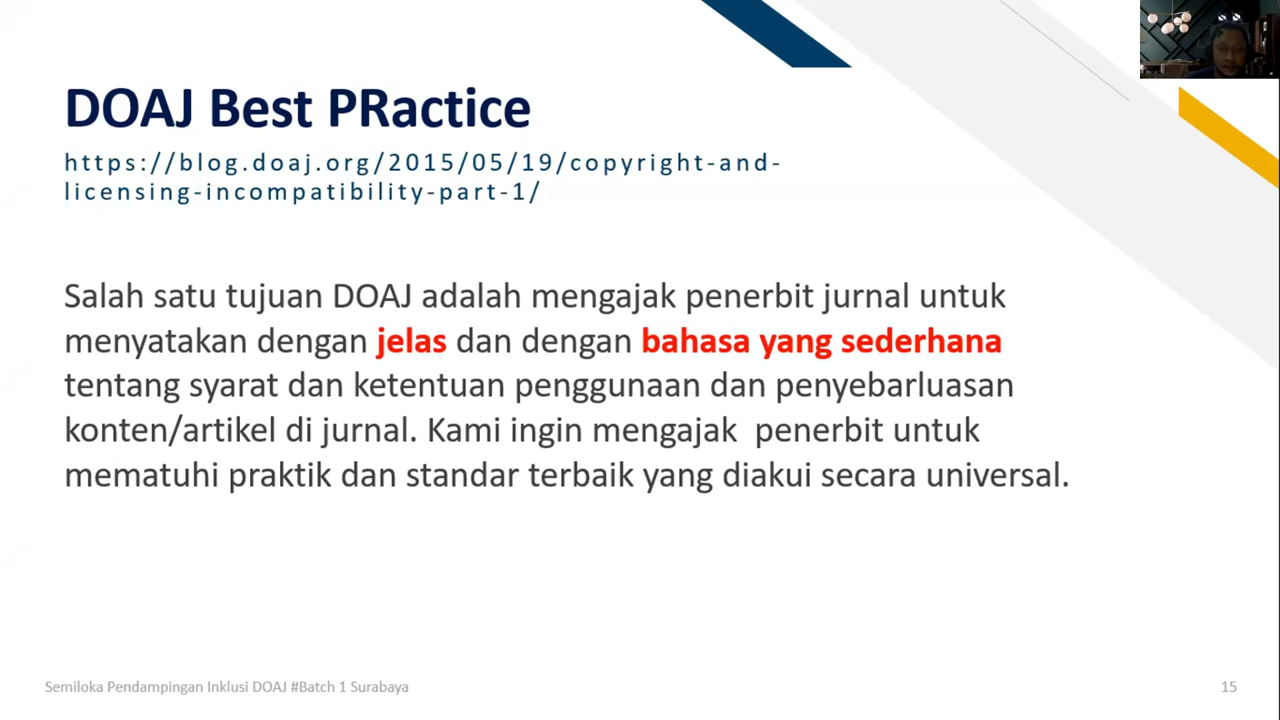 DOAJ Best PRactice
https://blog.doaj.org/2015/05/19/copyright-and-
licensing-incompatibility-part-1/
Salah satu tujuan DOAJ adalah mengajak penerbit jurnal untuk
menyatakan dengan jelas dan dengan bahasa yang sederhana
tentang syarat dan ketentuan penggunaan dan penyebarluasan
konten/artikel di jurnal. Kami ingin mengajak  penerbit untuk
mematuhi praktik dan standar terbaik yang diakui secara universal.
Semiloka Pendampingan Inklusi DOAJ #Batch 1 Surabaya
15